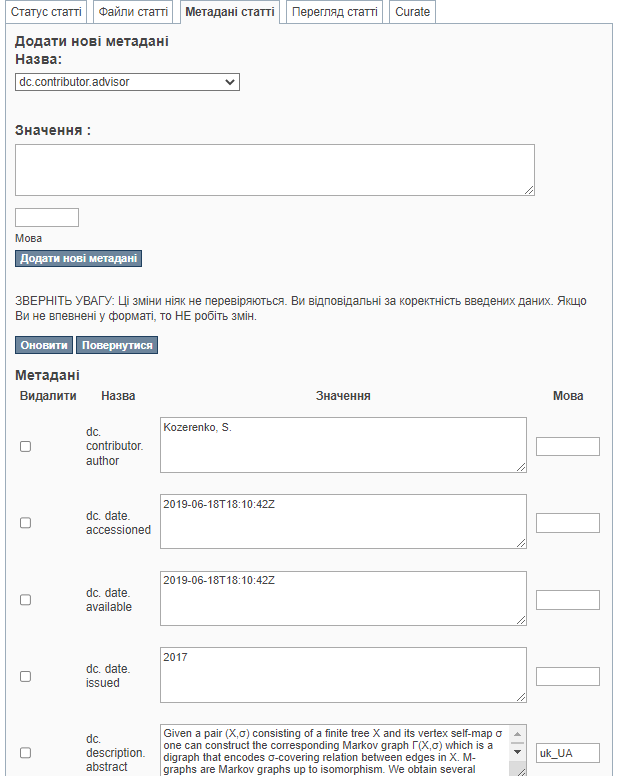 Статус статті Файли статті Метадані статті Перегляд статті Curate
Додати нові метадані
Назва:
dc.contributor.advisor
Значення :
Мова
Додати нові метадані
ЗВЕРНІТЬ УВАГУ: Ці зміни ніяк не перевіряються. Ви відповідальні за коректність введених даних. Якщо
Ви не впевнені у форматі, то НЕ робіть змін.
Оновити Повернутися
Метадані
Видалити Назва Значення Мова
dc. contributor. author
Kozerenko, S.
dc. date. accessioned
2019-06-18T18:10:42Z
dc. date. available
2019-06-18T18:10:42Z
dc. date. issued
2017
dc. description. abstract
Given a pair (X,σ) consisting of a finite tree X and its vertex self-map σ
one can construct the corresponding Markov graph Γ(X,σ) which is a
digraph that encodes σ-covering relation between edges in X. M-
graphs are Markov graphs up to isomorphism. We obtain several
uk_UA